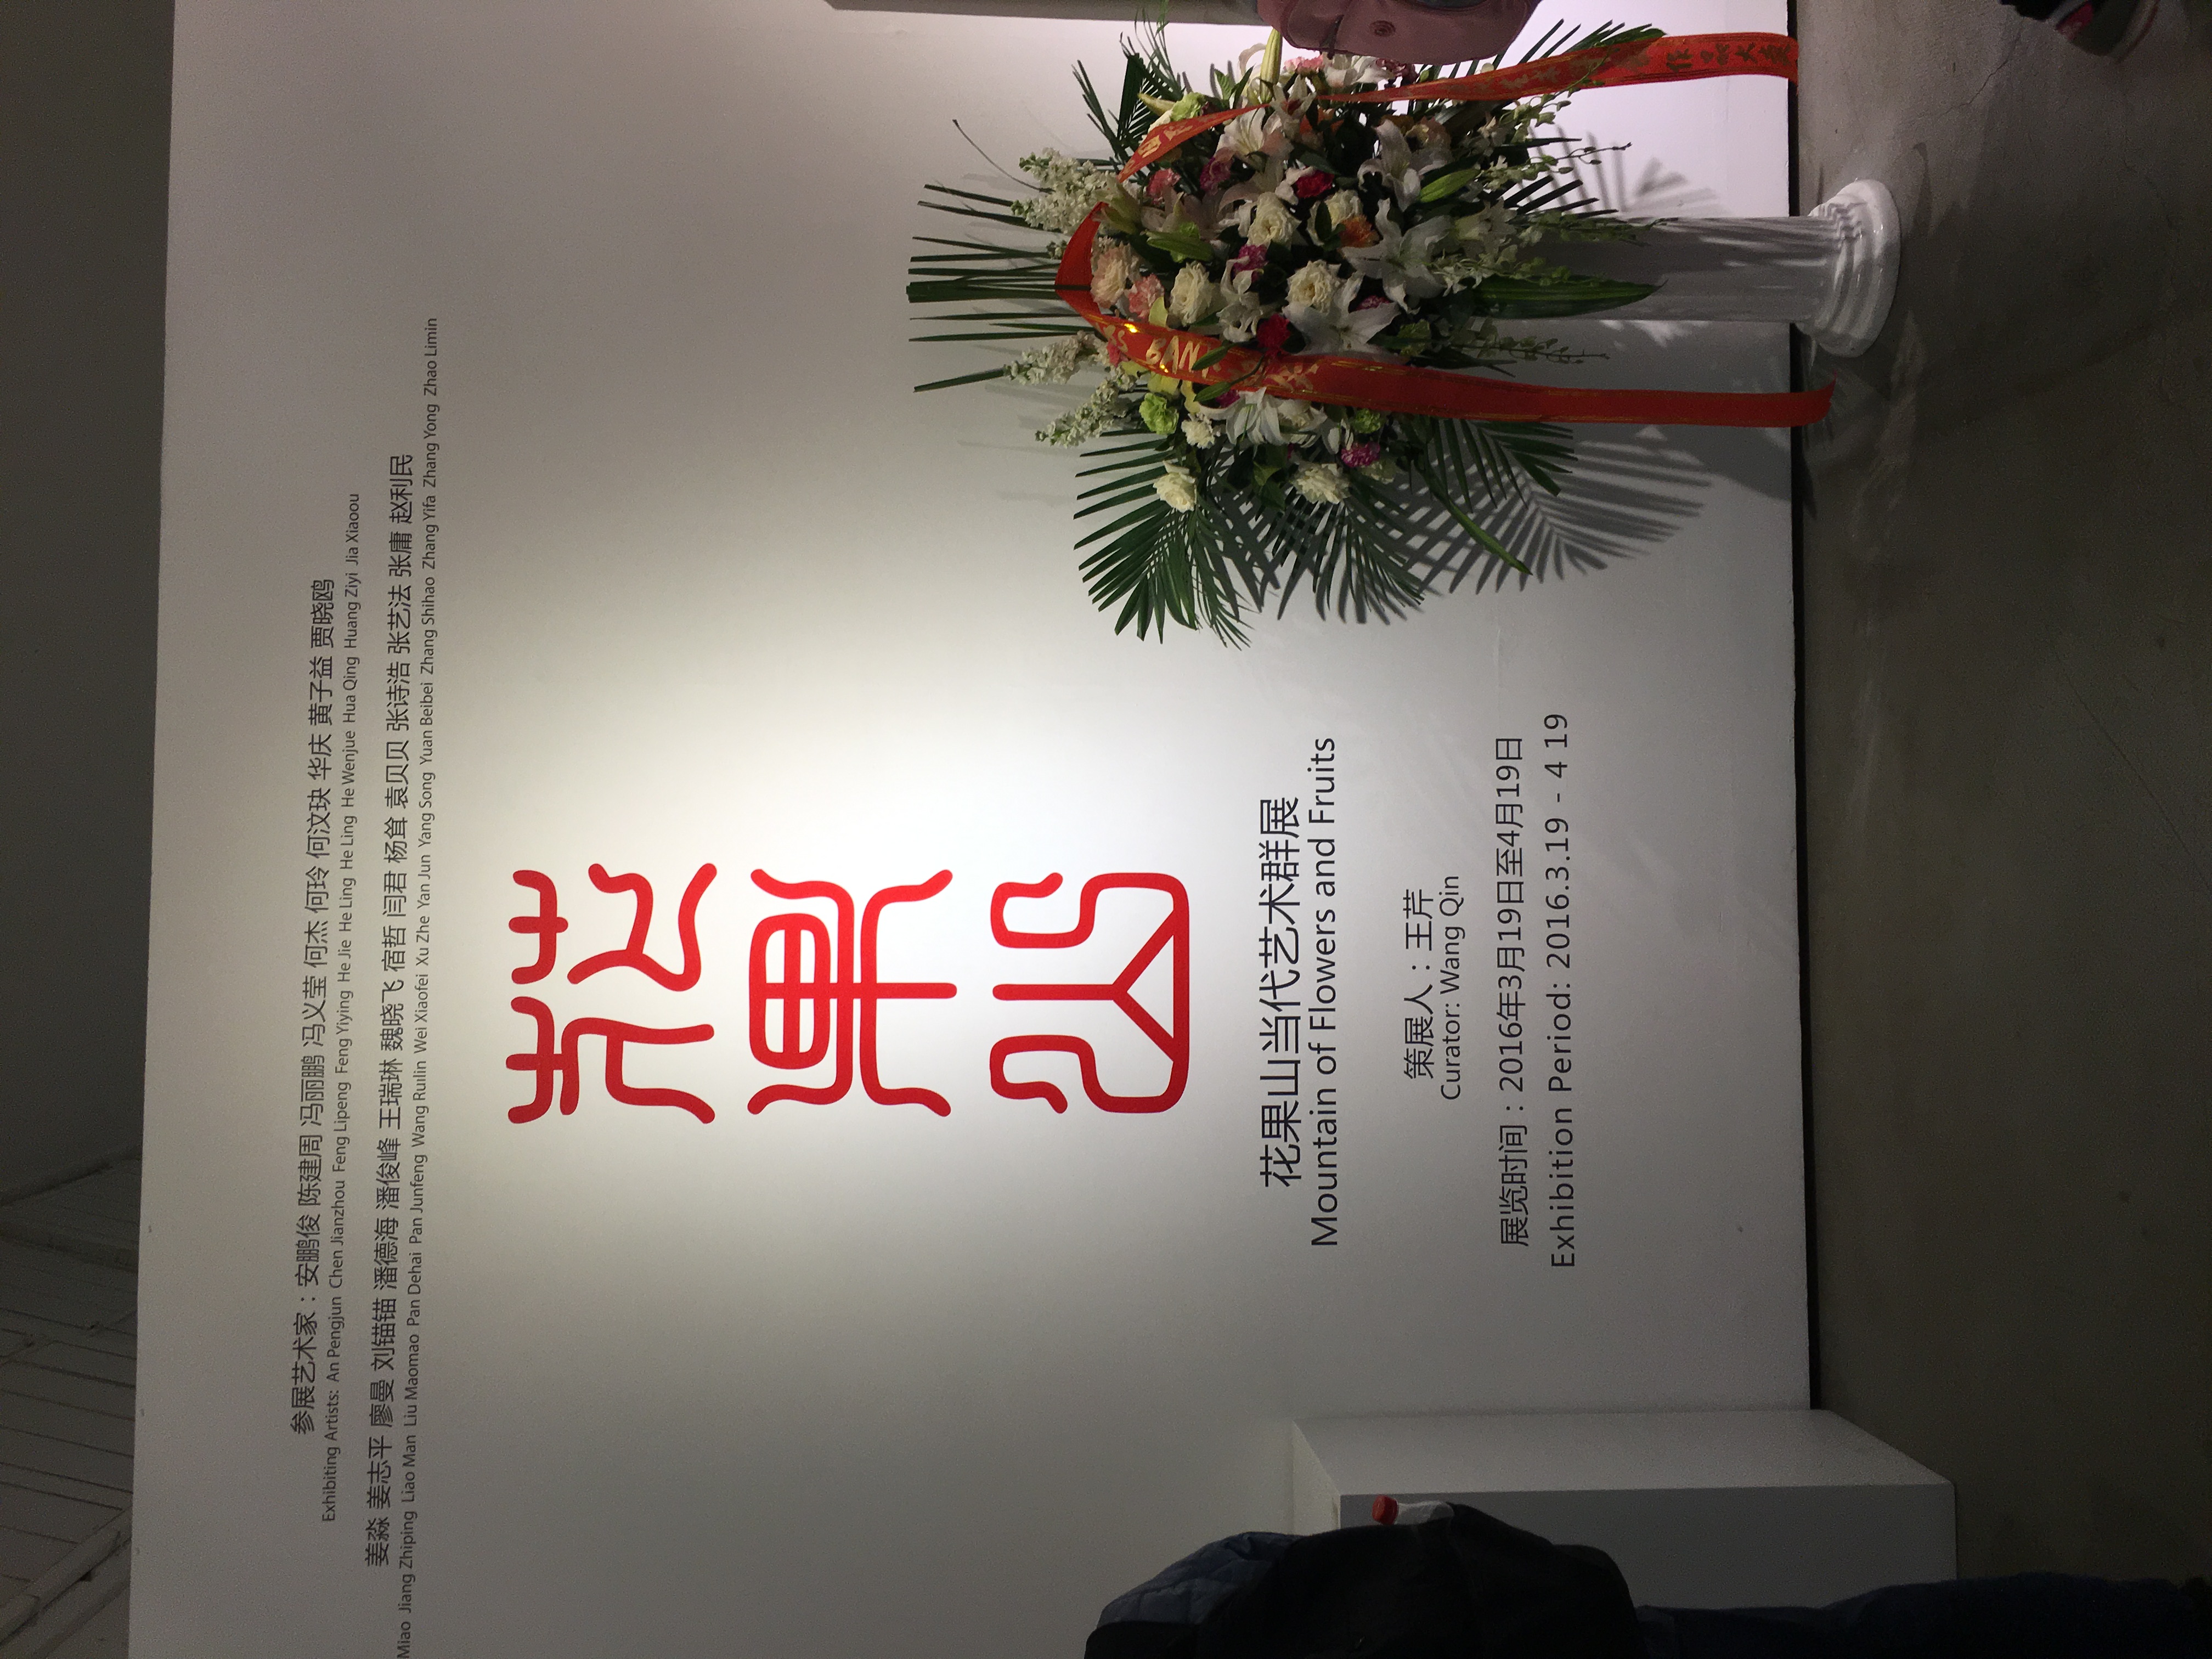 参展艺术家：安鹏俊 陈建周 冯丽鹏 冯义莹 何杰 何玲 何汶玦 华庆 黄子益 贾晓鸥
Exhibiting Artists: An Pengjun Chen Jianzhou Feng Lipeng Feng Yiying He Jie He Ling He Ling He Wenjue Hua Qing Huang Ziyi Jia Xiaoou
姜淼 姜志平 廖曼 刘锚锚 潘德海 潘俊峰 王瑞琳 魏晓飞 宿哲 闫君 杨耸 袁贝贝 张诗浩 张艺法 张庸 赵利民
Miao Jiang Zhiping Liao Man Liu Maomao Pan Dehai Pan Junfeng Wang Ruilin Wei Xiaofei Xu Zhe Yan Jun Yang Song Yuan Beibei Zhang Shihao Zhang Yifa Zhang Yong Zhao Limin
花
果
山
花果山当代艺术群展
Mountain of Flowers and Fruits
策展人：王芹
Curator: Wang Qin
展览时间：2016年3月19日至4月19日
Exhibition Period: 2016.3.19 - 4 19
作品大卖